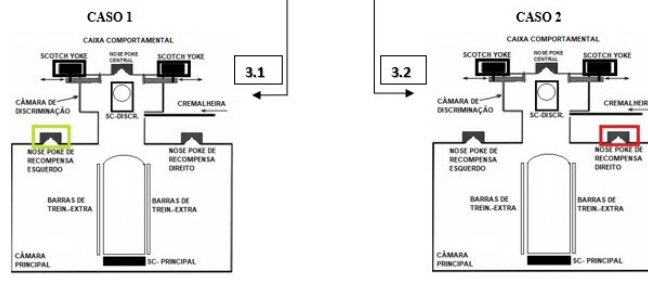 CASO 1
CAIXA COMPORTAMENTAL
SCOTCH YOKE
NOSE POKE
CENTRAL
SCOTCH YOKE
CÂMARA DE
DISCRIMINAÇÃO
SC-DISCR.
CREMALHEIRA
NOSE POKE DE
RECOMPENSA
ESQUERDO
NOSE POKE DE
RECOMPENSA
DIREITO
BARRAS DE
TREIN.-EXTRA
BARRAS DE
TREIN.-EXTRA
CÂMARA
PRINCIPAL
SC- PRINCIPAL
3.1
3.2
CASO 2
CAIXA COMPORTAMENTAL
SCOTCH YOKE
NOSE POKE
CENTRAL
SCOTCH YOKE
CÂMARA DE
DISCRIMINAÇÃO
SC-DISCR.
CREMALHEIR
NOSE POKE DE
RECOMPENSA
ESQUERDO
NOSE POKE DE
RECOMPENSA
DIREITO
BARRAS DE
TREIN.-EXTRA
BARRAS DE
TREIN.-EXTRA
CÂMARA
PRINCIPAL
SC- PRINCIPAL